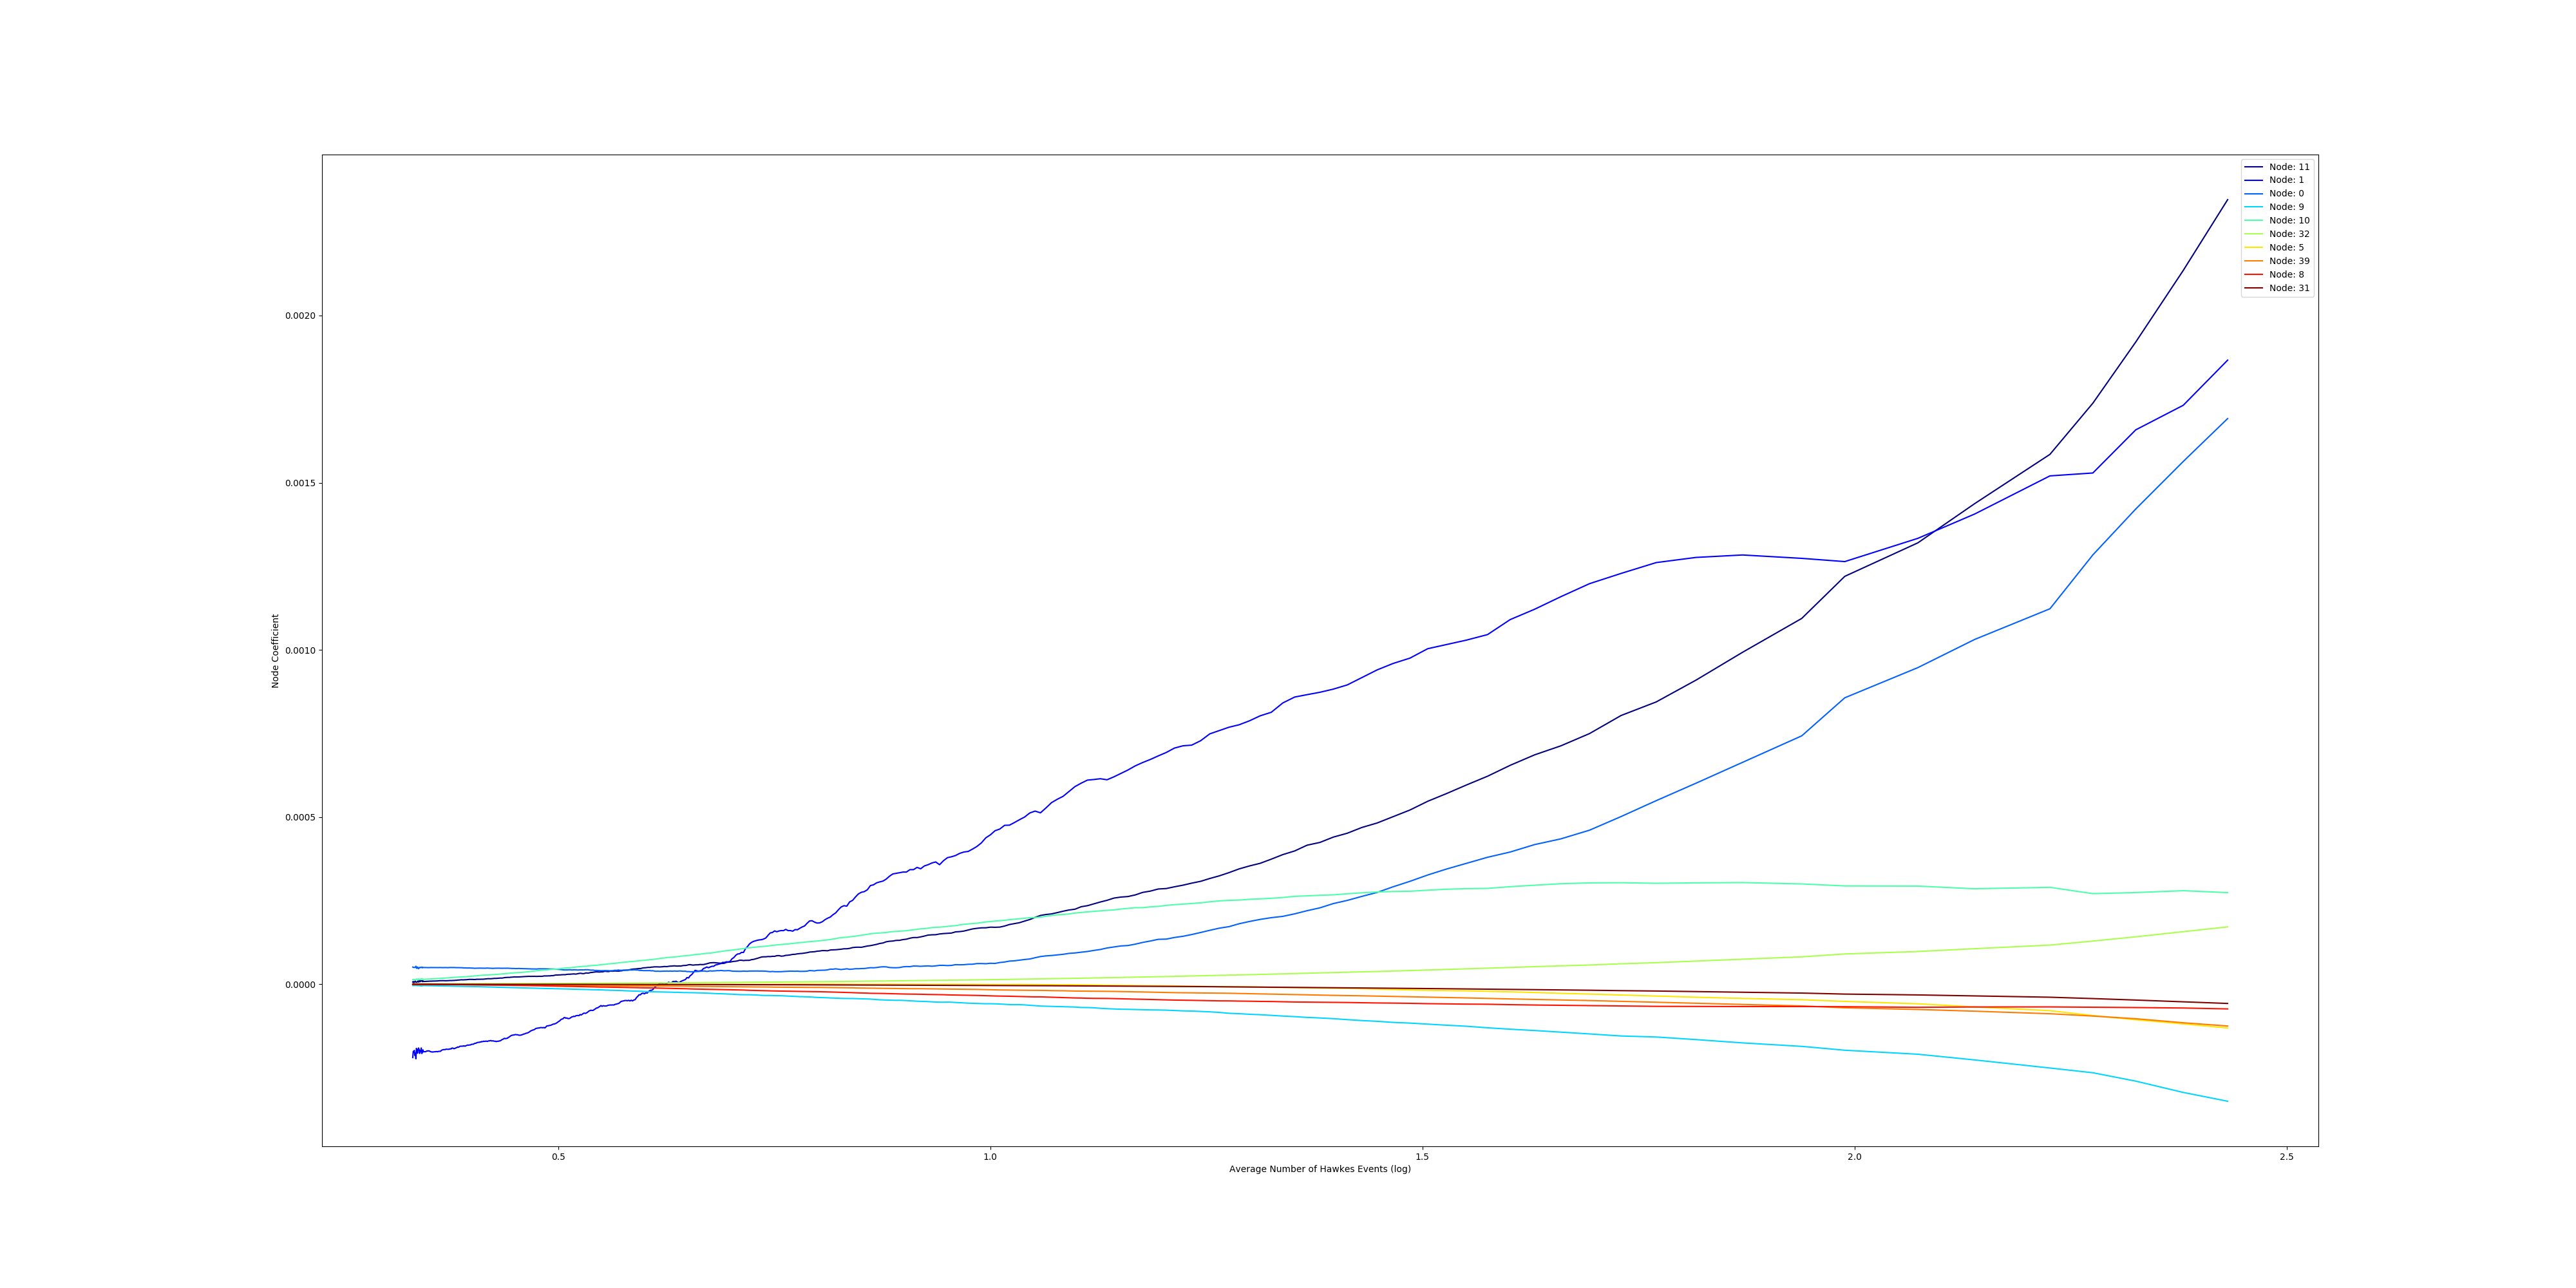 Node: 11
Node: 1
Node: 0
Node: 9
Node: 10
Node: 32
Node: 5
Node: 39
Node: 8
Node: 31
0.0020
0.0015
0.0010
0.0005
0.0000
Node Coefficient
0.5 1.0 1.5 2.0 2.5
Average Number of Hawkes Events (log)